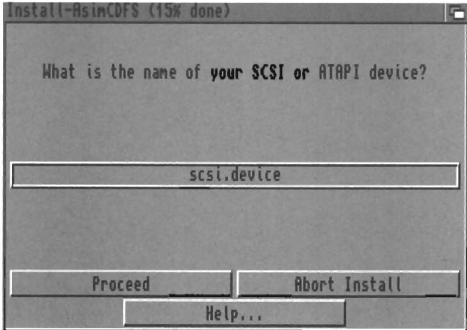 Install-AsimCDFS (15% done)
What is the name of your SCSI or ATAPI device?
scsi.device
Proceed
Abort Install
Help...